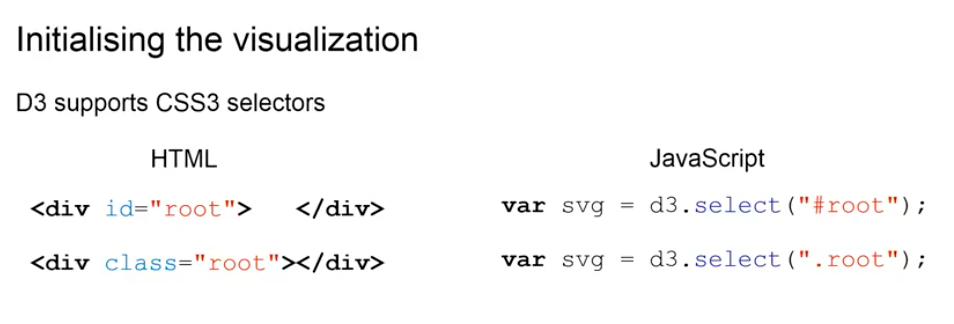 Initialising the visualization
D3 supports CSS3 selectors
HTML JavaScript
<div id="root">   </div> var svg = d3.select("#root");
<div class="root"></div> var svg = d3.select(".root");